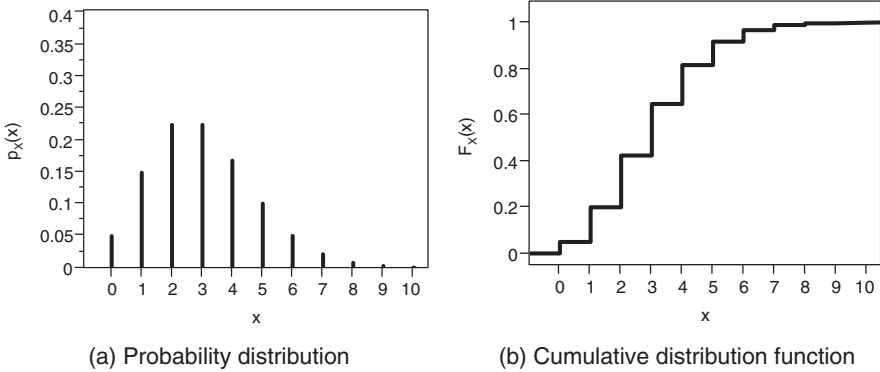 0.4
0.35
0.3
0.25
0.2
0.15
0.1
0.05
0
p_X(x)
0 1 2 3 4 5 6 7 8 9 10
x
(a) Probability distribution
1
0.8
0.6
0.4
0.2
0
F_X(x)
0 1 2 3 4 5 6 7 8 9 10
x
(b) Cumulative distribution function